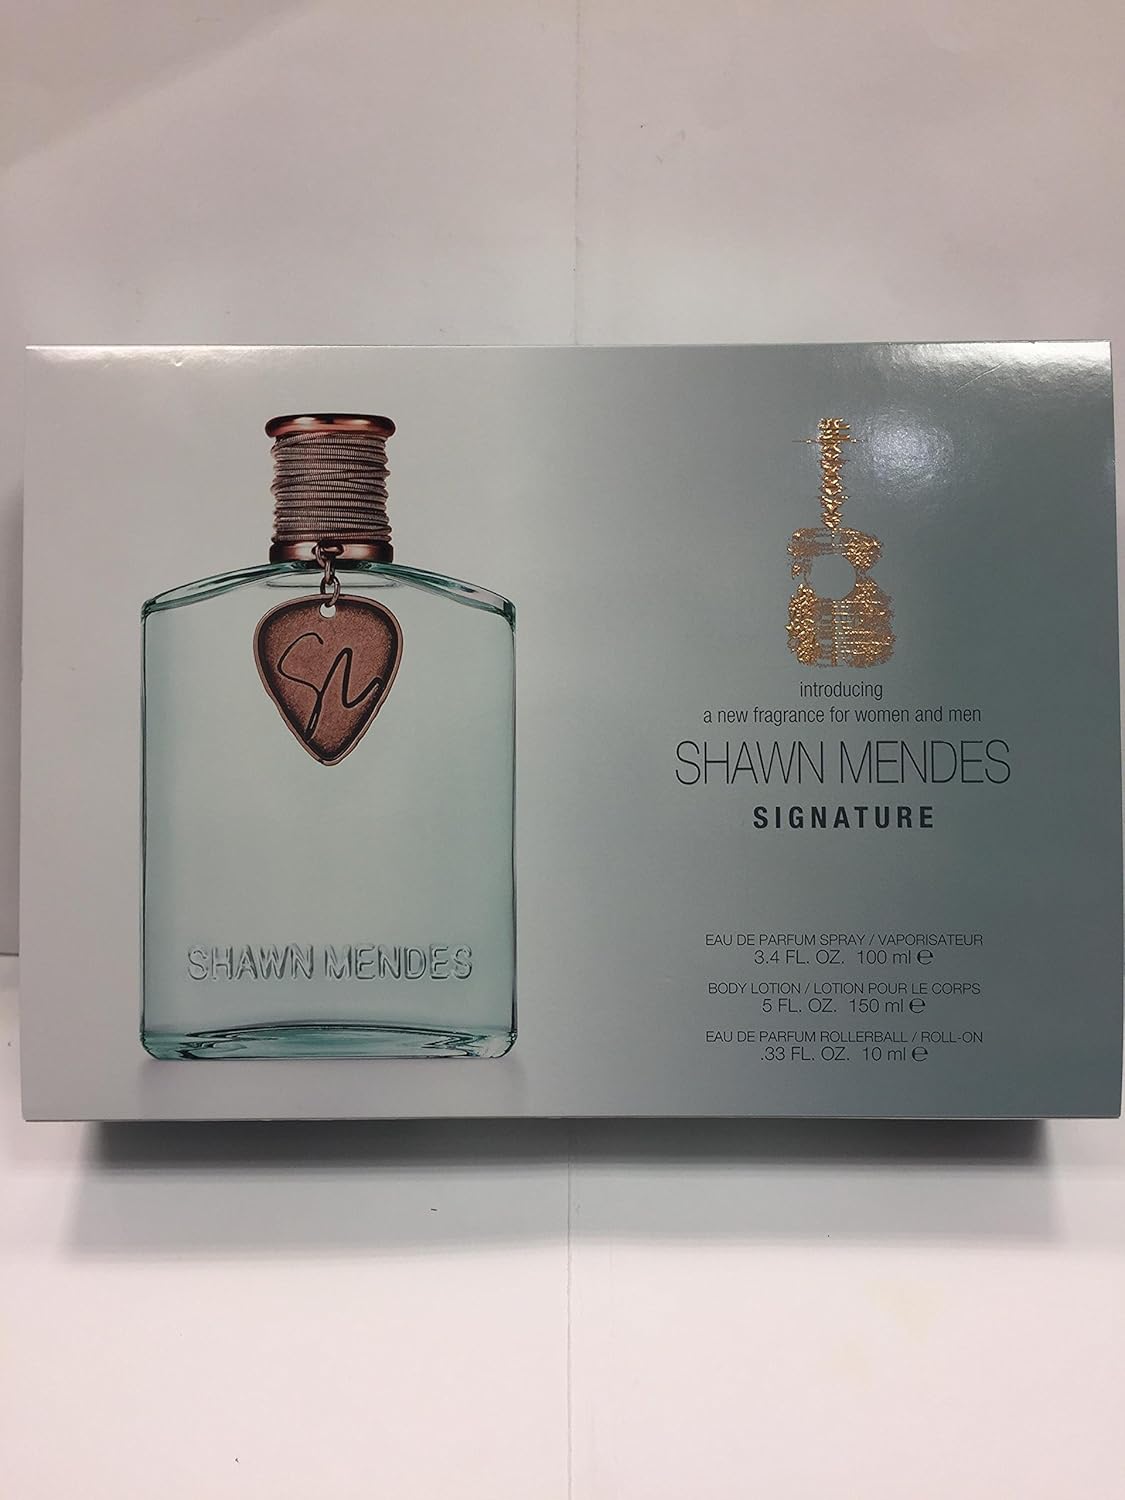 SM
SHAWN MENDES
introducing
a new fragrance for women and men
SHAWN MENDES
SIGNATURE
EAU DE PARFUM SPRAY / VAPORISATEUR
3.4 FL. OZ. 100 ml ℮
BODY LOTION / LOTION POUR LE CORPS
5 FL. OZ. 150 ml ℮
EAU DE PARFUM ROLLERBALL / ROLL-ON
.33 FL. OZ. 10 ml ℮